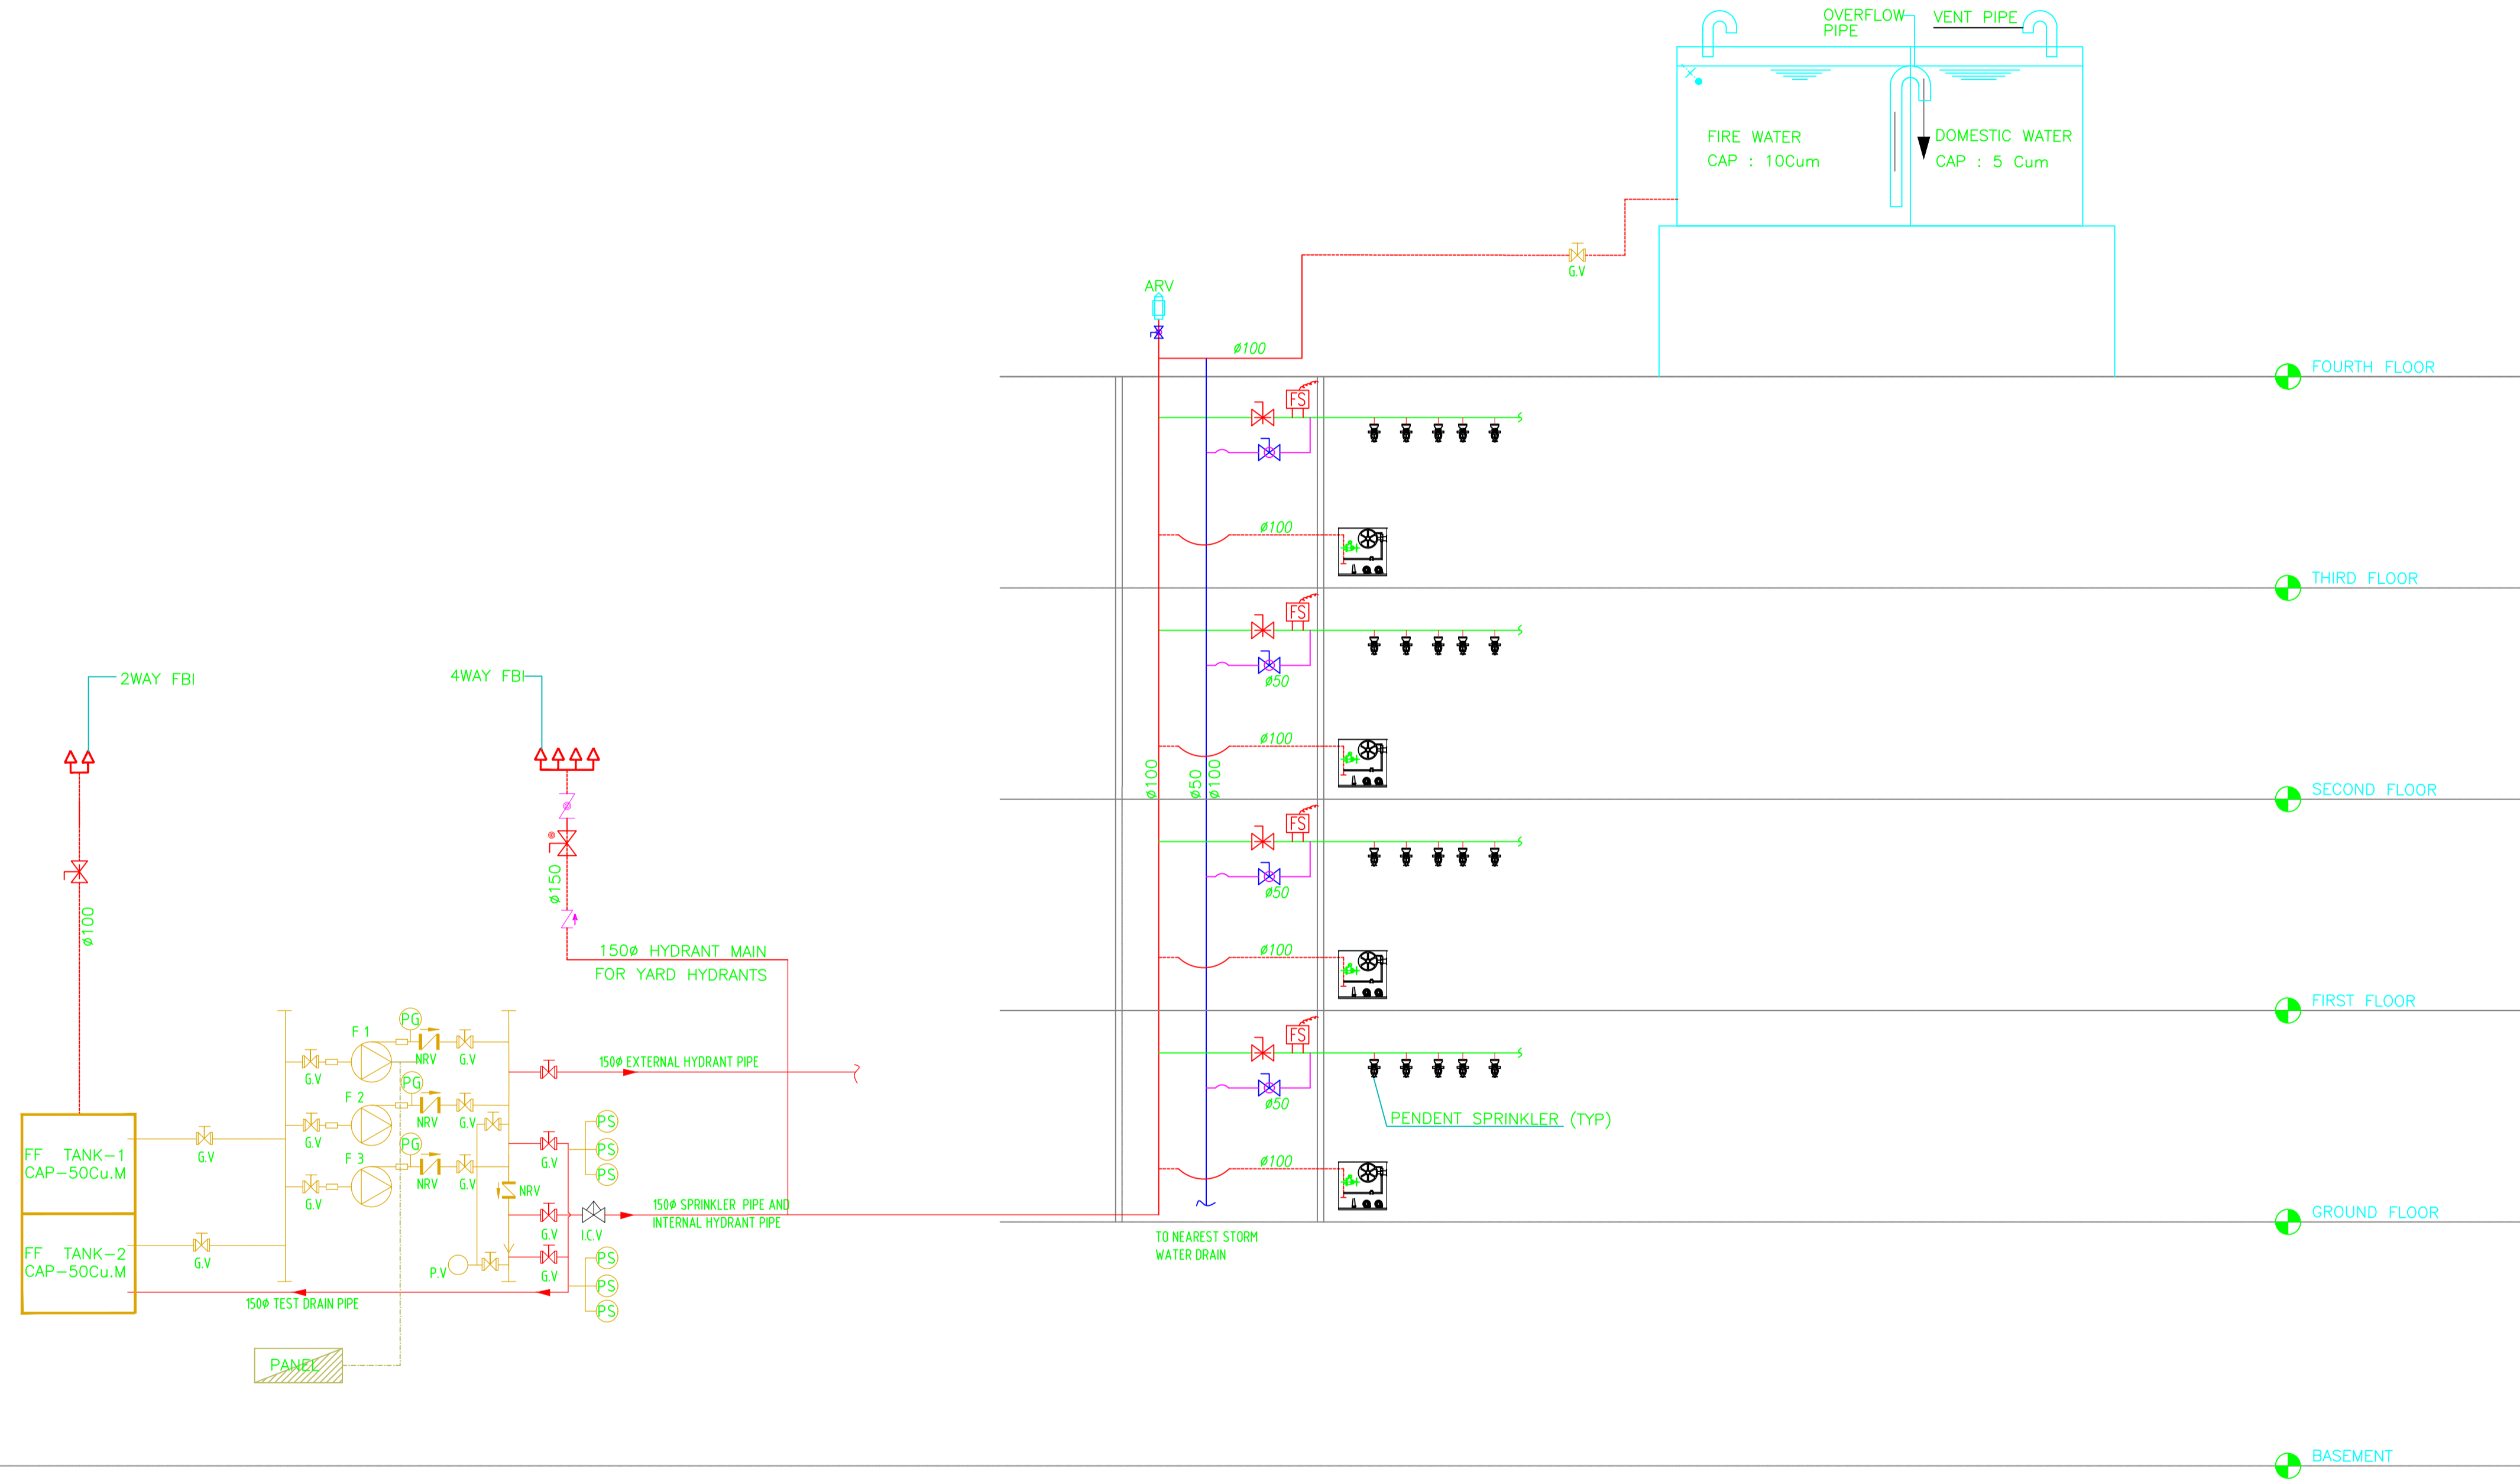 OVERFLOW
PIPE
VENT PIPE
FIRE WATER
CAP : 10Cum
DOMESTIC WATER
CAP : 5 Cum
G.V
ARV
ø100
FOURTH FLOOR
FS
ø100
THIRD FLOOR
FS
ø50
ø100
ø100
ø50
ø100
SECOND FLOOR
FS
ø50
ø100
FIRST FLOOR
FS
ø50
PENDENT SPRINKLER (TYP)
ø100
GROUND FLOOR
TO NEAREST STORM
WATER DRAIN
BASEMENT
2WAY FBI
4WAY FBI
ø100
ø150
150ø HYDRANT MAIN
FOR YARD HYDRANTS
F 1
PG
NRV
G.V
G.V
F 2
PG
NRV
G.V
G.V
F 3
PG
NRV
G.V
G.V
150ø EXTERNAL HYDRANT PIPE
PS
PS
PS
G.V
NRV
150ø SPRINKLER PIPE AND
INTERNAL HYDRANT PIPE
G.V
I.C.V
G.V
P.V
PS
PS
PS
FF TANK-1
CAP-50Cu.M
G.V
FF TANK-2
CAP-50Cu.M
G.V
150ø TEST DRAIN PIPE
PANEL